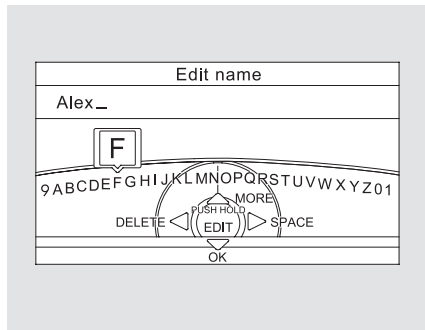 Edit name
Alex_
F
9ABCDEFGHIJKLMNOPQRSTUVWXYZ01
MORE
PUSH HOLD
DELETE EDIT SPACE
OK